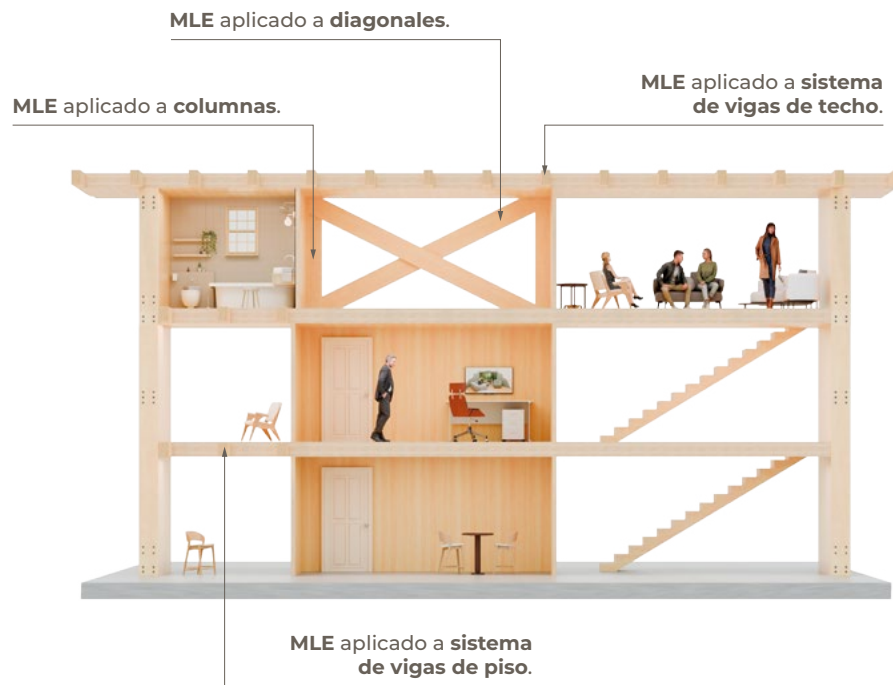 MLE aplicado a diagonales.
MLE aplicado a sistema
de vigas de techo.
MLE aplicado a columnas.
MLE aplicado a sistema
de vigas de piso.